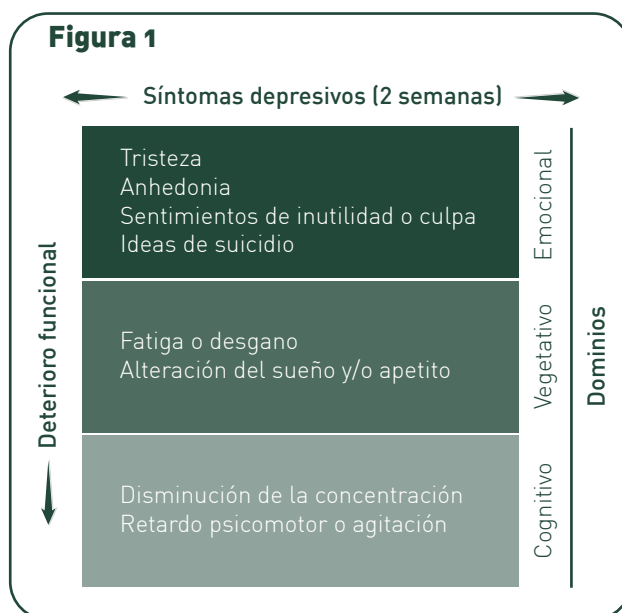 Figura 1
Síntomas depresivos (2 semanas)
Deterioro funcional
Tristeza
Anhedonia
Sentimientos de inutilidad o culpa
Ideas de suicidio
Emocional
Fatiga o desgano
Alteración del sueño y/o apetito
Vegetativo
Disminución de la concentración
Retardo psicomotor o agitación
Cognitivo
Dominios